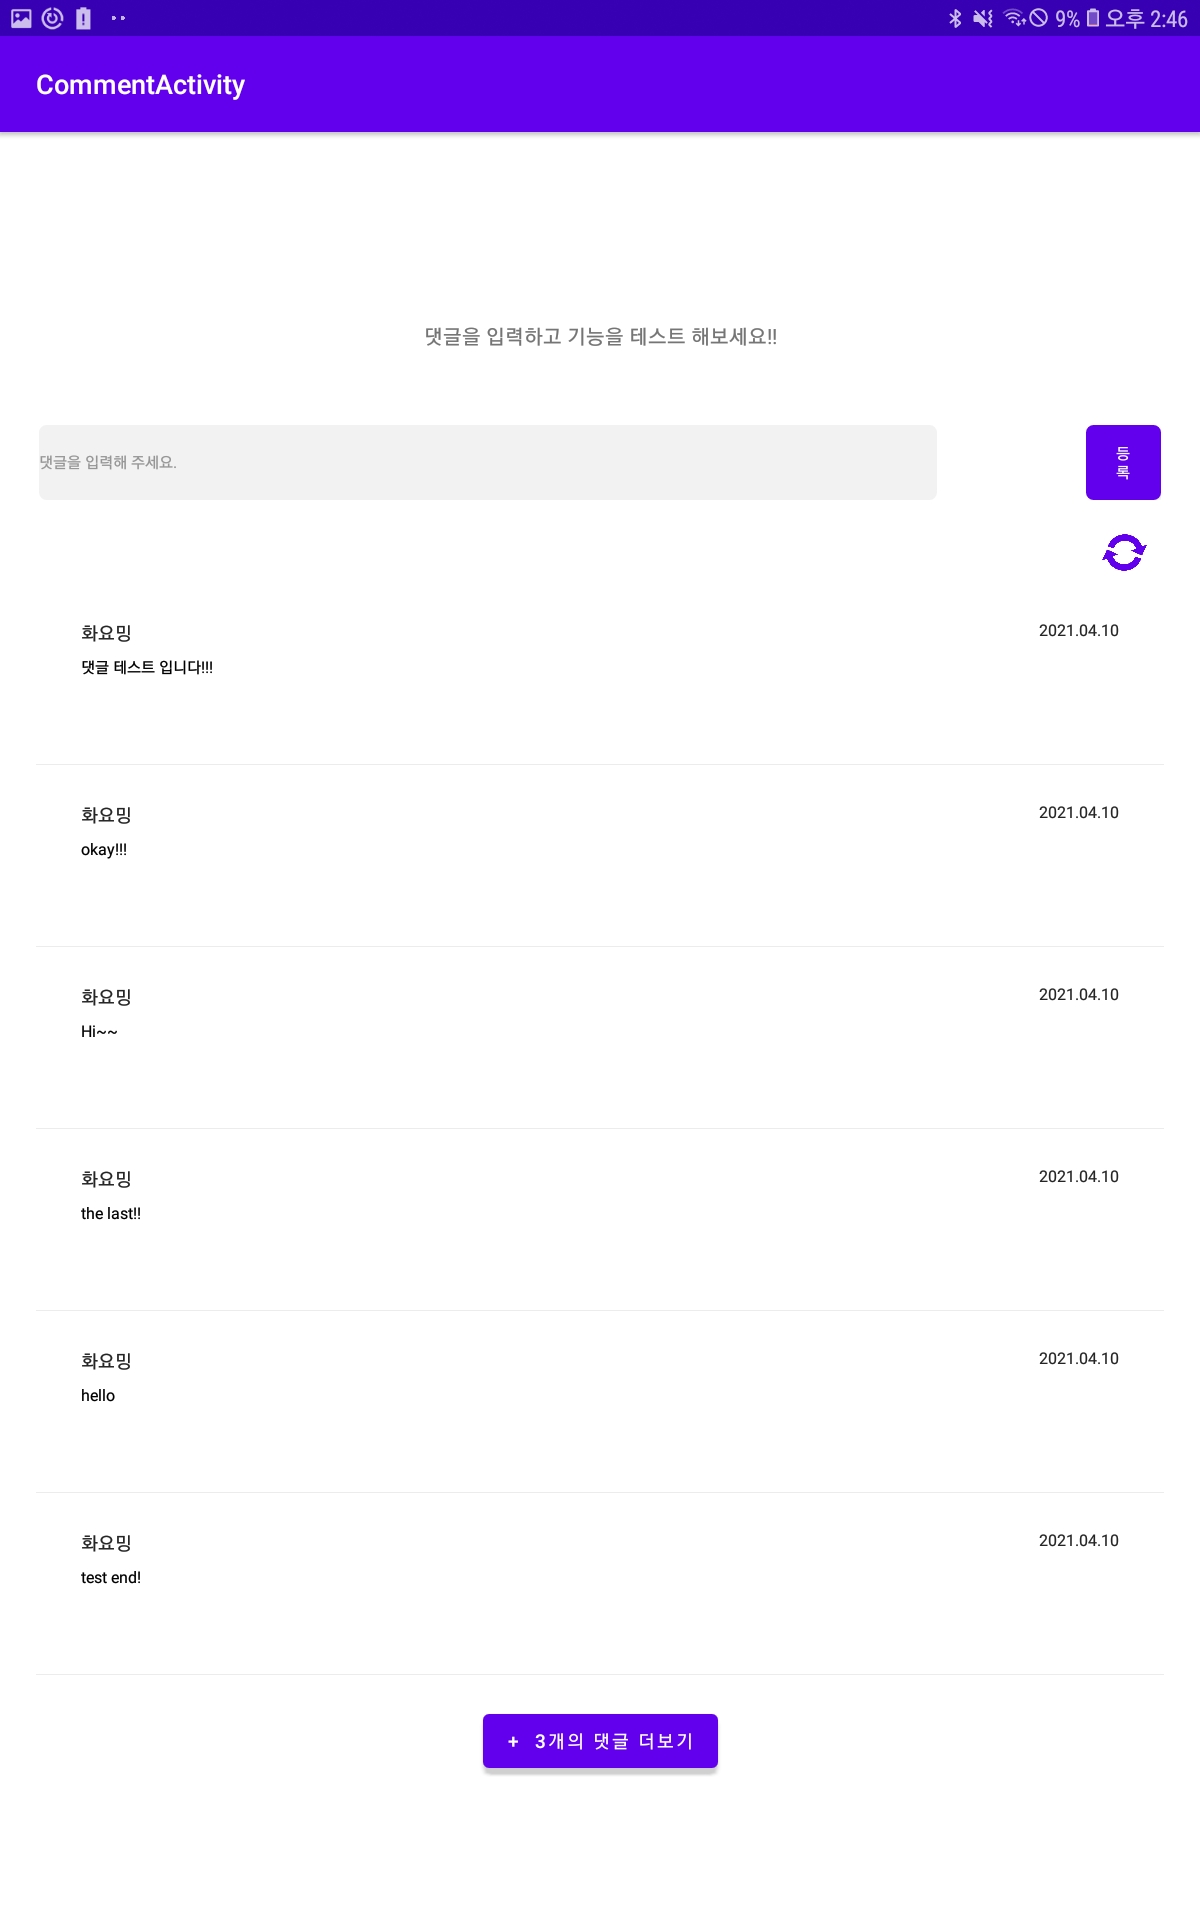 9% 오후 2:46
CommentActivity
댓글을 입력하고 기능을 테스트 해보세요!!
댓글을 입력해 주세요.
등
록
화요밍 2021.04.10
댓글 테스트 입니다!!!
화요밍 2021.04.10
okay!!!
화요밍 2021.04.10
Hi~~
화요밍 2021.04.10
the last!!
화요밍 2021.04.10
hello
화요밍 2021.04.10
test end!
+ 3개의 댓글 더보기